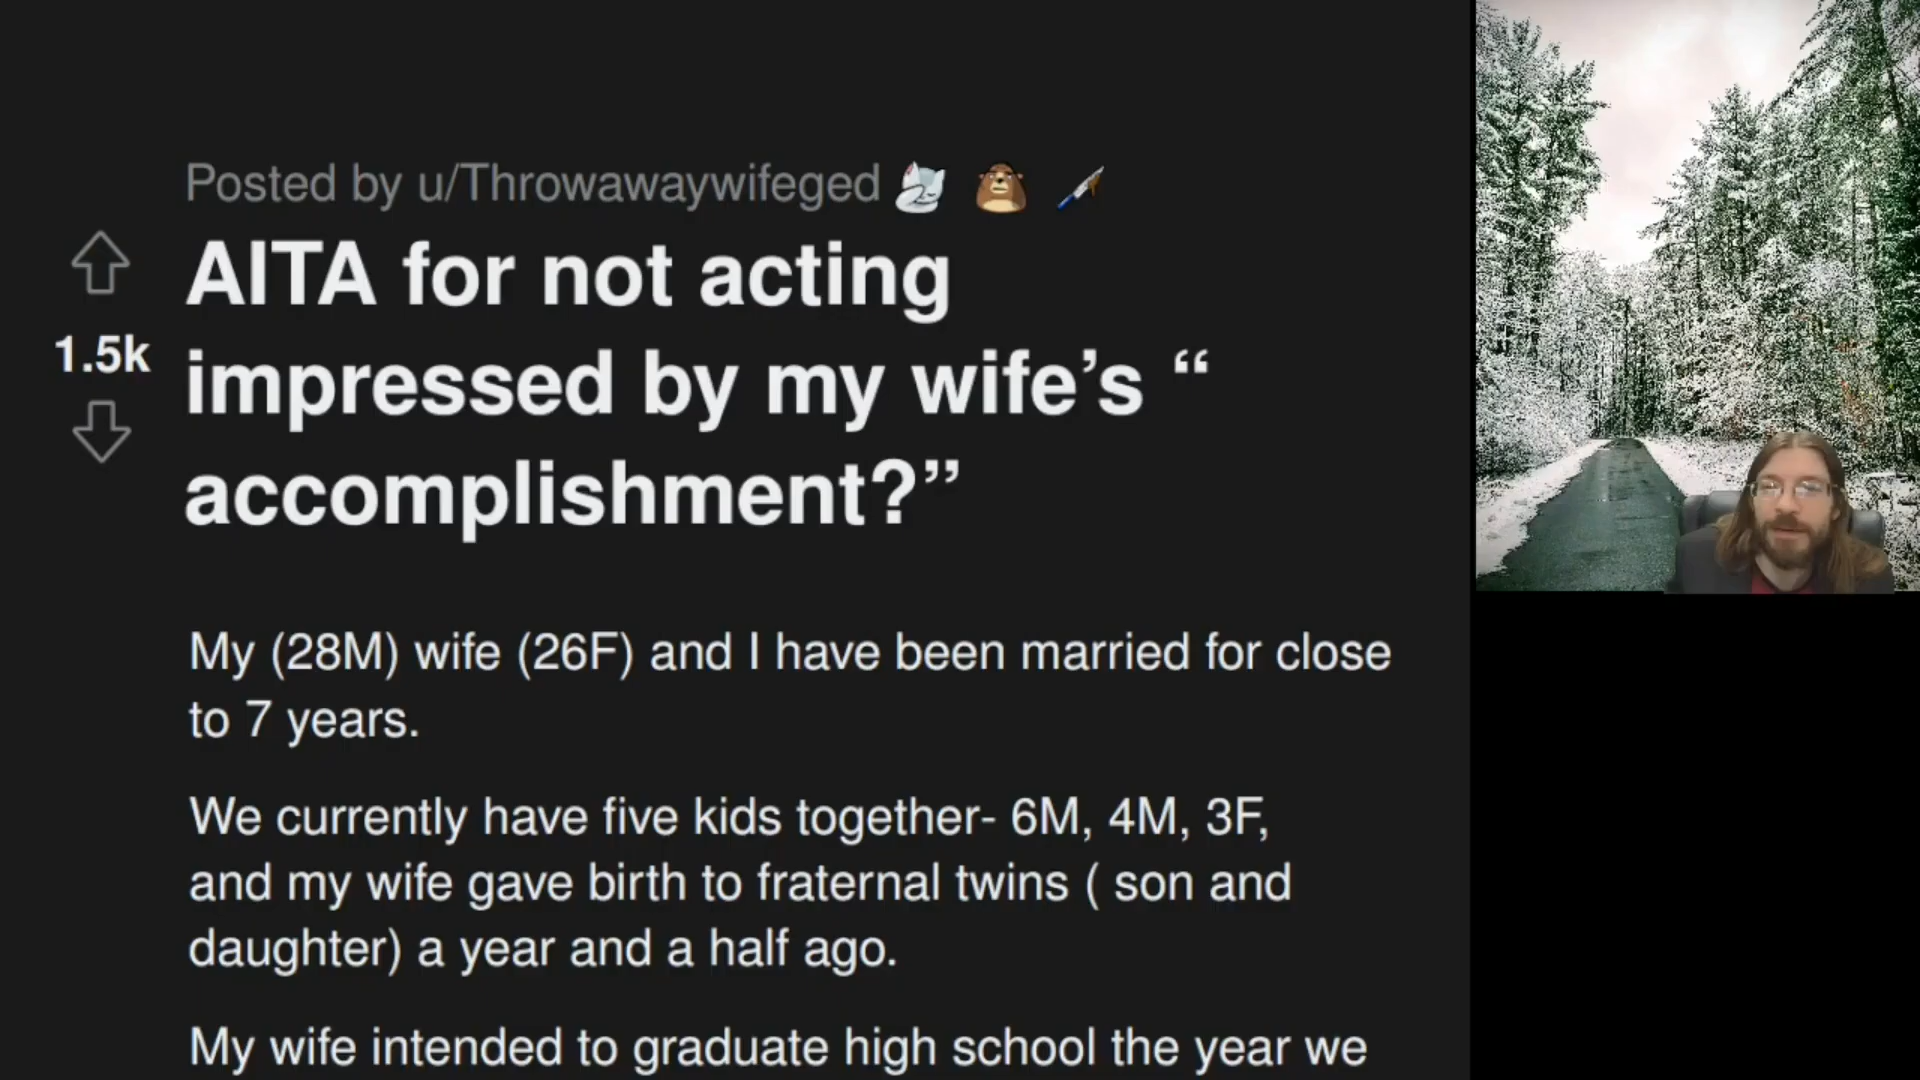 Posted by u/Throwawaywifeged
AITA for not acting
impressed by my wife’s “
accomplishment?”
1.5k
My (28M) wife (26F) and I have been married for close
to 7 years.
We currently have five kids together- 6M, 4M, 3F,
and my wife gave birth to fraternal twins ( son and
daughter) a year and a half ago.
My wife intended to graduate high school the year we